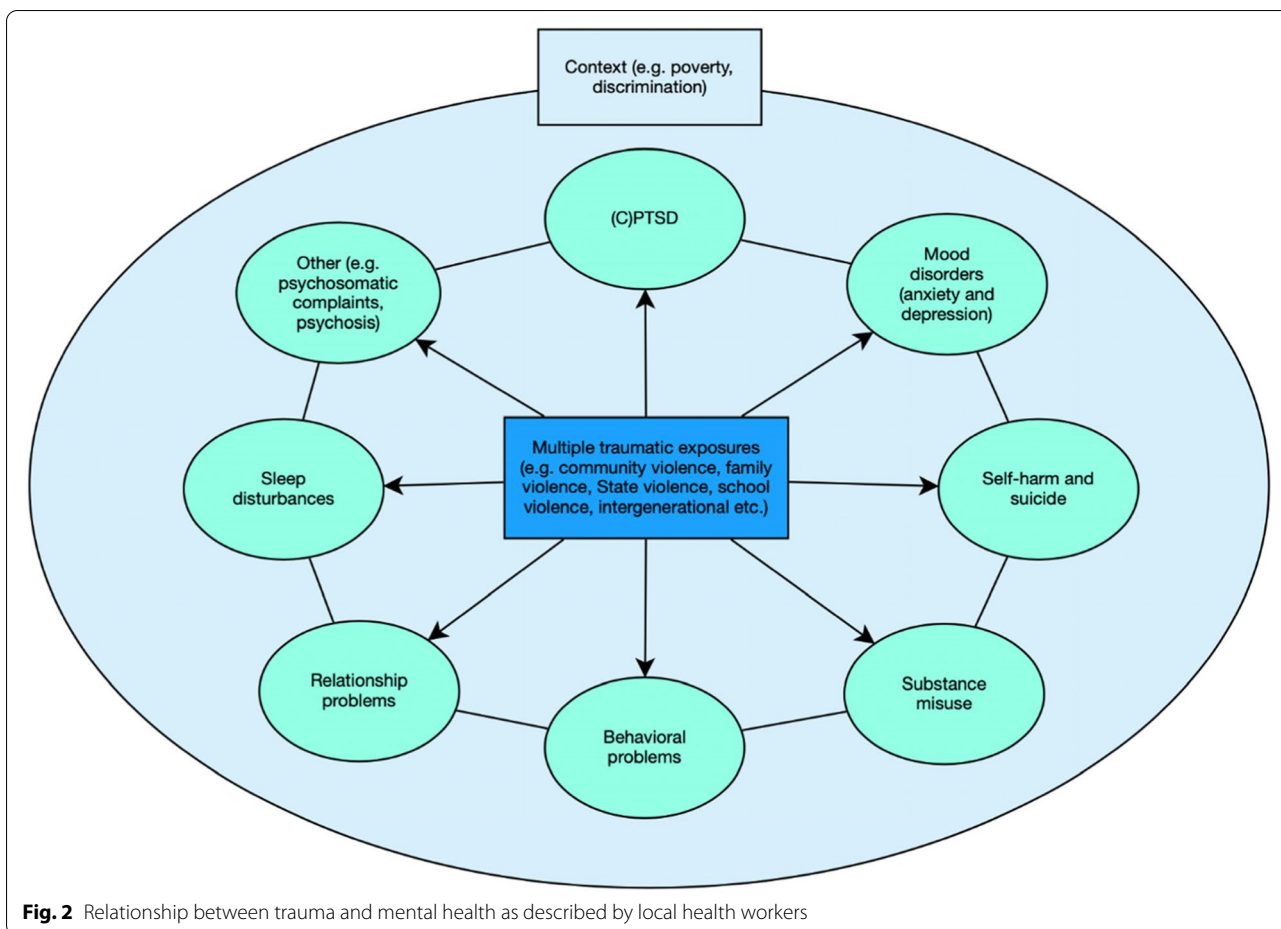 Context (e.g. poverty,
discrimination)
(C)PTSD
Other (e.g.
psychosomatic
complaints,
psychosis)
Mood
disorders
(anxiety and
depression)
Multiple traumatic exposures
(e.g. community violence, family
violence, State violence, school
violence, intergenerational etc.)
Sleep
disturbances
Self-harm and
suicide
Relationship
problems
Substance
misuse
Behavioral
problems
Fig. 2 Relationship between trauma and mental health as described by local health workers